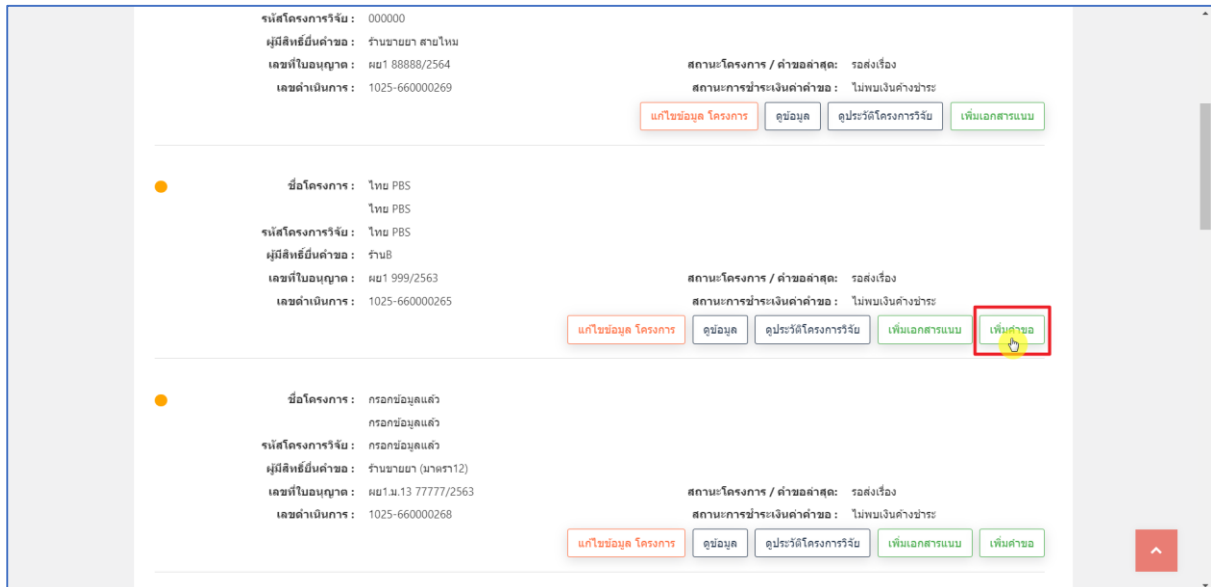 รหัสโครงการวิจัย : 000000
ผู้มีสิทธิ์ยื่นคำขอ : ร้านขายยา สายไหม
เลขที่ใบอนุญาต : ผย1 88888/2564 สถานะโครงการ / คำขอล่าสุด: รอส่งเรื่อง
เลขดำเนินการ : 1025-660000269 สถานะการชำระเงินค่าคำขอ : ไม่พบเงินค้างชำระ
แก้ไขข้อมูล โครงการ ดูข้อมูล ดูประวัติโครงการวิจัย เพิ่มเอกสารแนบ
ชื่อโครงการ : ไทย PBS
ไทย PBS
รหัสโครงการวิจัย : ไทย PBS
ผู้มีสิทธิ์ยื่นคำขอ : ร้านB
เลขที่ใบอนุญาต : ผย1 999/2563 สถานะโครงการ / คำขอล่าสุด: รอส่งเรื่อง
เลขดำเนินการ : 1025-660000265 สถานะการชำระเงินค่าคำขอ : ไม่พบเงินค้างชำระ
แก้ไขข้อมูล โครงการ ดูข้อมูล ดูประวัติโครงการวิจัย เพิ่มเอกสารแนบ เพิ่มคำขอ
ชื่อโครงการ : กรอกข้อมูลแล้ว
กรอกข้อมูลแล้ว
รหัสโครงการวิจัย : กรอกข้อมูลแล้ว
ผู้มีสิทธิ์ยื่นคำขอ : ร้านขายยา (มาตรา12)
เลขที่ใบอนุญาต : ผย1.ม.13 77777/2563 สถานะโครงการ / คำขอล่าสุด: รอส่งเรื่อง
เลขดำเนินการ : 1025-660000268 สถานะการชำระเงินค่าคำขอ : ไม่พบเงินค้างชำระ
แก้ไขข้อมูล โครงการ ดูข้อมูล ดูประวัติโครงการวิจัย เพิ่มเอกสารแนบ เพิ่มคำขอ